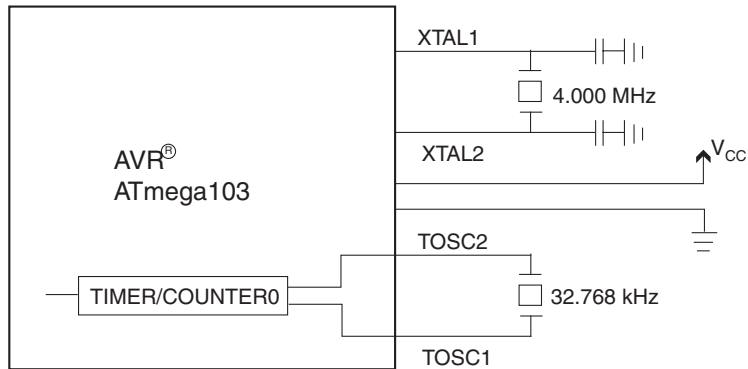 XTAL1
4.000 MHz
XTAL2
AVR®
ATmega103
VCC
TOSC2
TIMER/COUNTER0
32.768 kHz
TOSC1